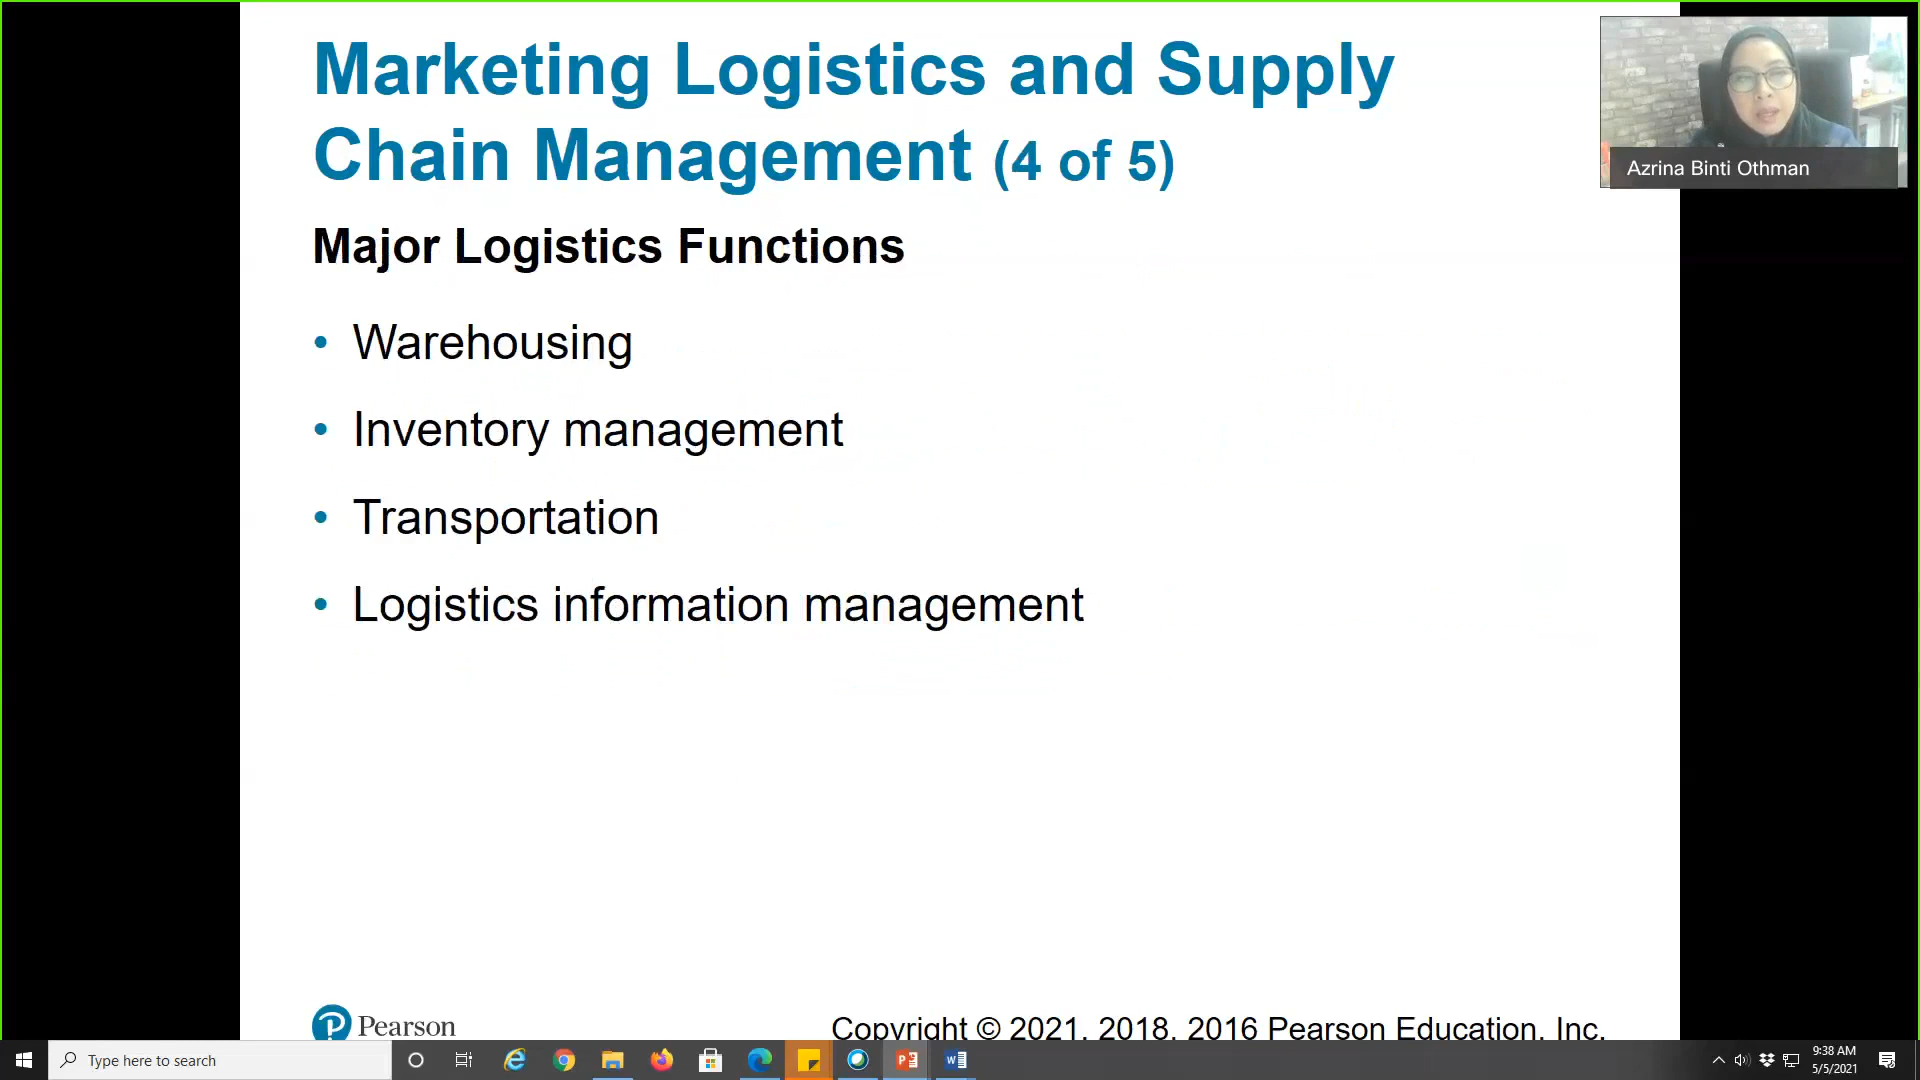 Marketing Logistics and Supply
Chain Management (4 of 5)
Azrina Binti Othman
Major Logistics Functions
• Warehousing
• Inventory management
• Transportation
• Logistics information management
Pearson
Copyright © 2021, 2018, 2016 Pearson Education, Inc.
Type here to search
9:38 AM
5/5/2021